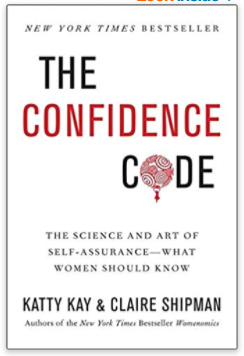 NEW YORK TIMES BESTSELLER
THE
CONFIDENCE
CODE
THE SCIENCE AND ART OF
SELF-ASSURANCE—WHAT
WOMEN SHOULD KNOW
KATTY KAY & CLAIRE SHIPMAN
Authors of the New York Times Bestseller Womenomics